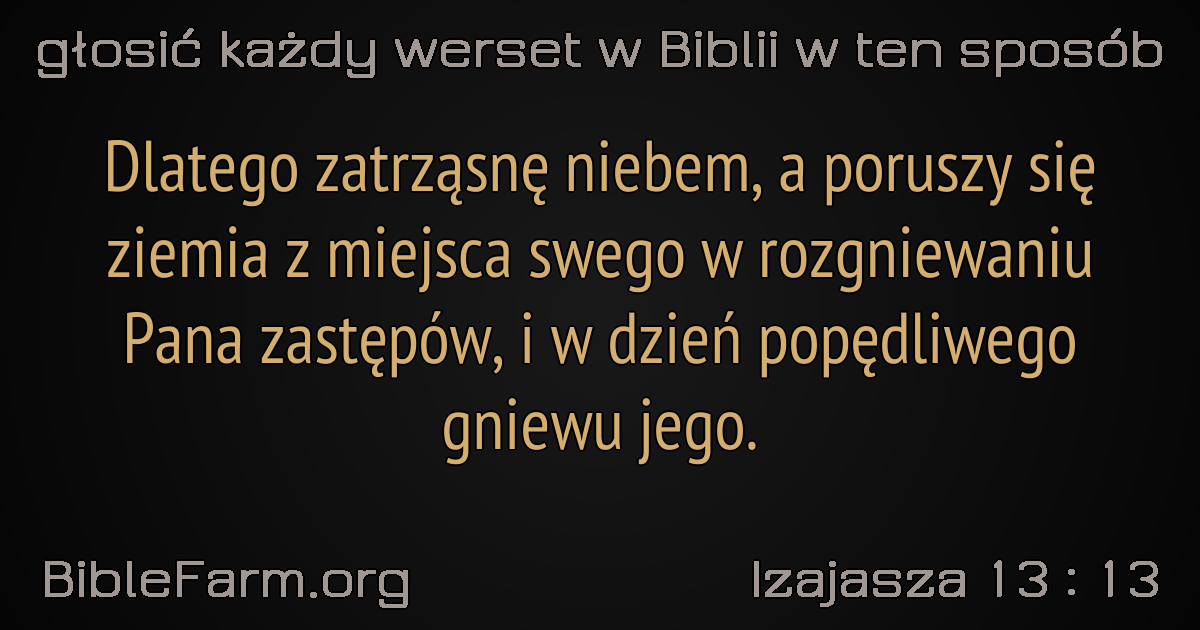 głosić każdy werset w Biblii w ten sposób
Dlatego zatrząsnę niebem, a poruszy się
ziemia z miejsca swego w rozgniewaniu
Pana zastępów, i w dzień popędliwego
gniewu jego.
BibleFarm.org
Izajasza 13 : 13